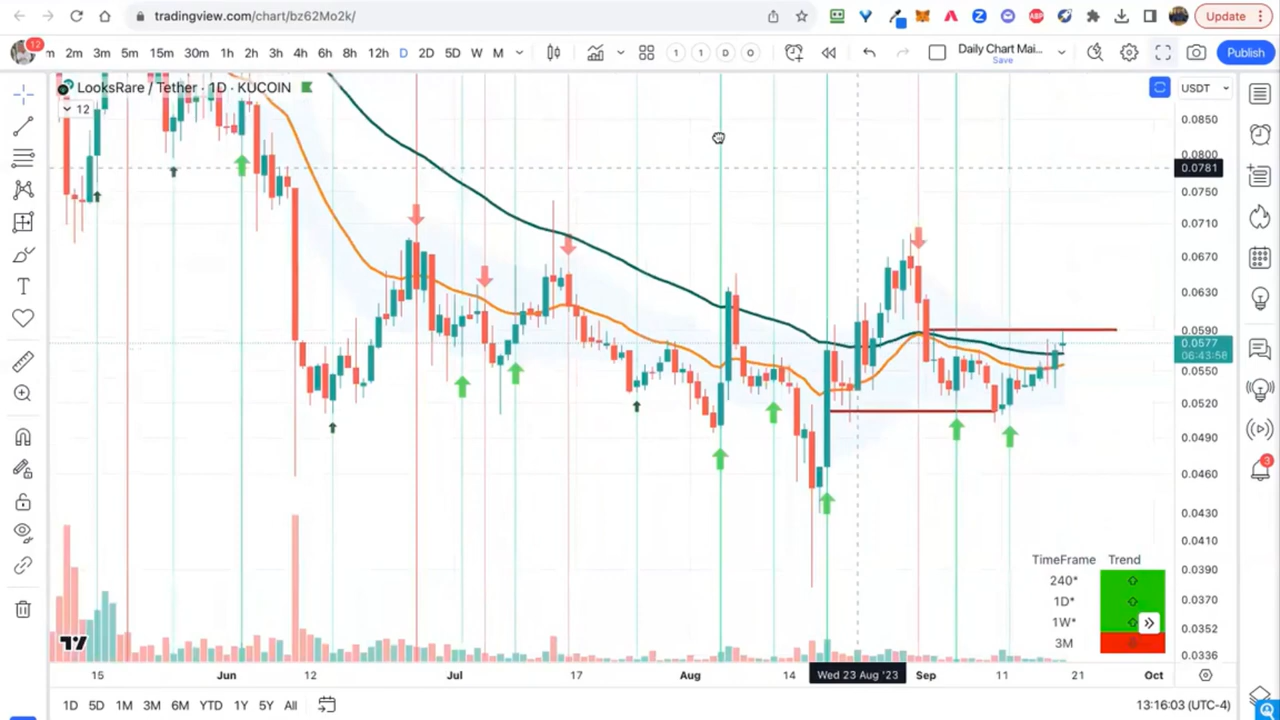 tradingview.com/chart/bz62Mo2k/
ABP
Update
12
2m 3m 5m 15m 30m 1h 2h 3h 4h 6h 8h 12h D 2D 5D W M
1 1 D O
Daily Chart Mai...
Save
Publish
LooksRare / Tether · 1D · KUCOIN
12
USDT
0.0850
0.0800
0.0781
0.0750
0.0710
0.0670
0.0630
0.0590
0.0577
06:43:58
0.0550
0.0520
0.0490
0.0460
0.0430
0.0410
0.0390
0.0370
0.0352
0.0336
3
TimeFrame Trend
240*
1D*
1W*
3M
15 Jun 12 Jul 17 Aug 14 Wed 23 Aug '23 Sep 11 21 Oct
1D 5D 1M 3M 6M YTD 1Y 5Y All
13:16:03 (UTC-4)